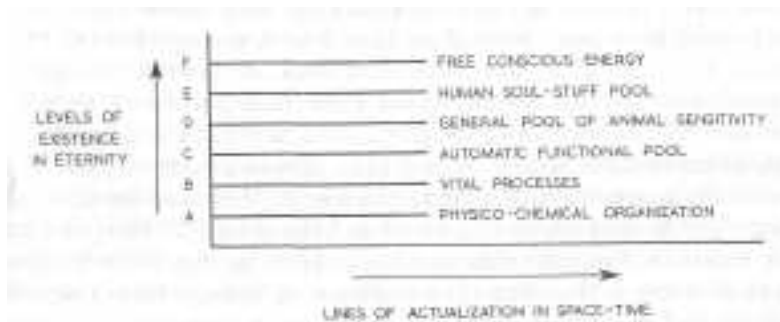 F FREE CONSCIOUS ENERGY
E HUMAN SOUL-STUFF POOL
D GENERAL POOL OF ANIMAL SENSITIVITY
C AUTOMATIC FUNCTIONAL POOL
B VITAL PROCESSES
A PHYSICO-CHEMICAL ORGANIZATION
LEVELS OF
EXISTENCE
IN ETERNITY
LINES OF ACTUALIZATION IN SPACE-TIME.